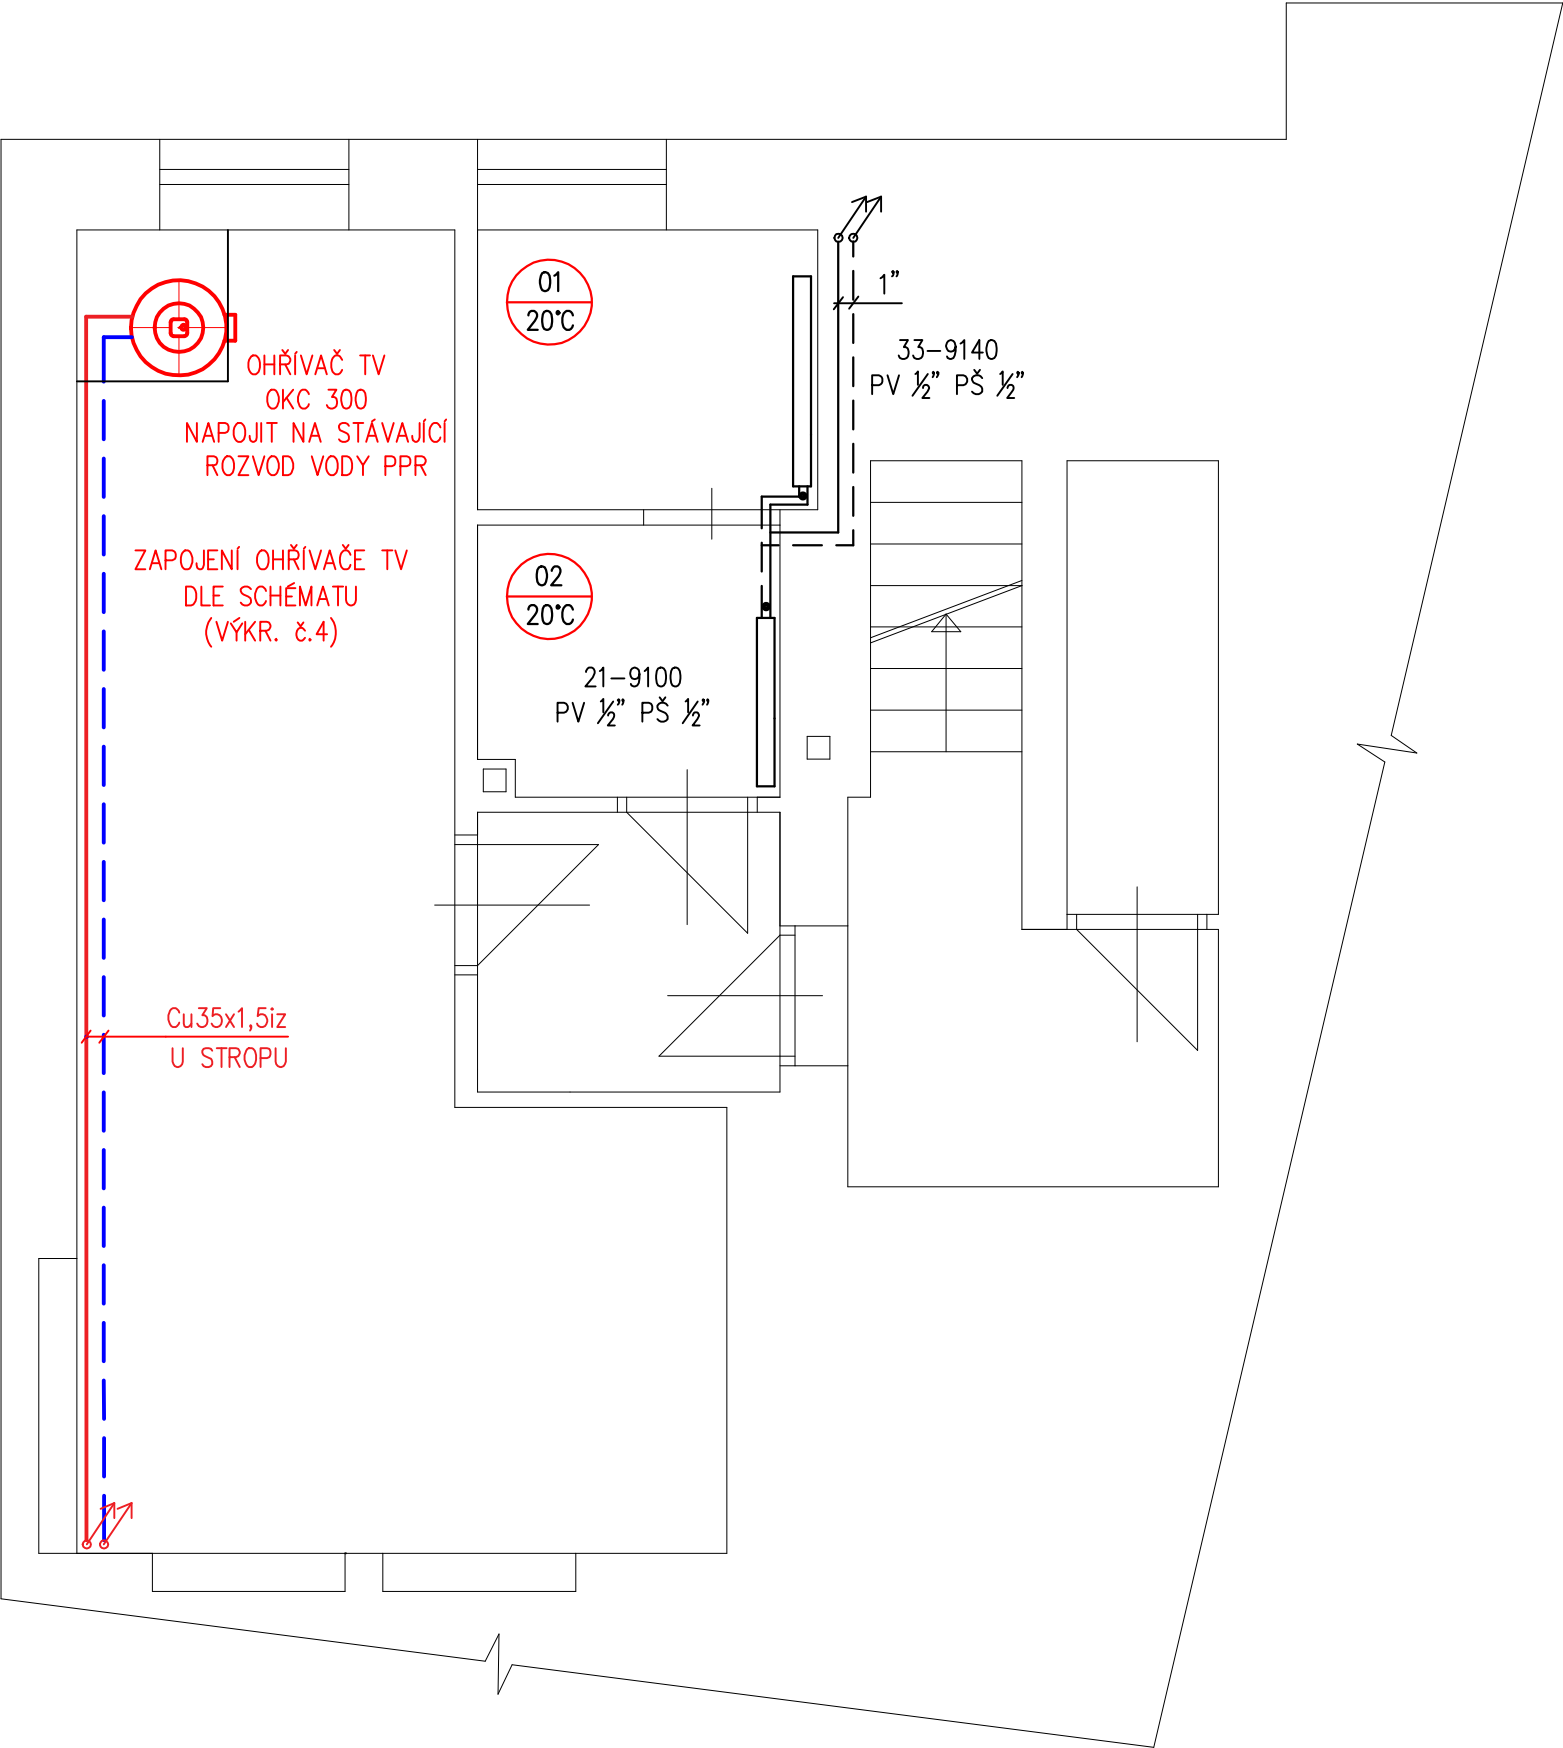 01
20°C
1”
33-9140
PV ½” PŠ ½”
OHŘÍVAČ TV
OKC 300
NAPOJIT NA STÁVAJÍCÍ
ROZVOD VODY PPR
ZAPOJENÍ OHŘÍVAČE TV
DLE SCHÉMATU
(VÝKR. č.4)
02
20°C
21-9100
PV ½” PŠ ½”
Cu35x1,5iz
U STROPU